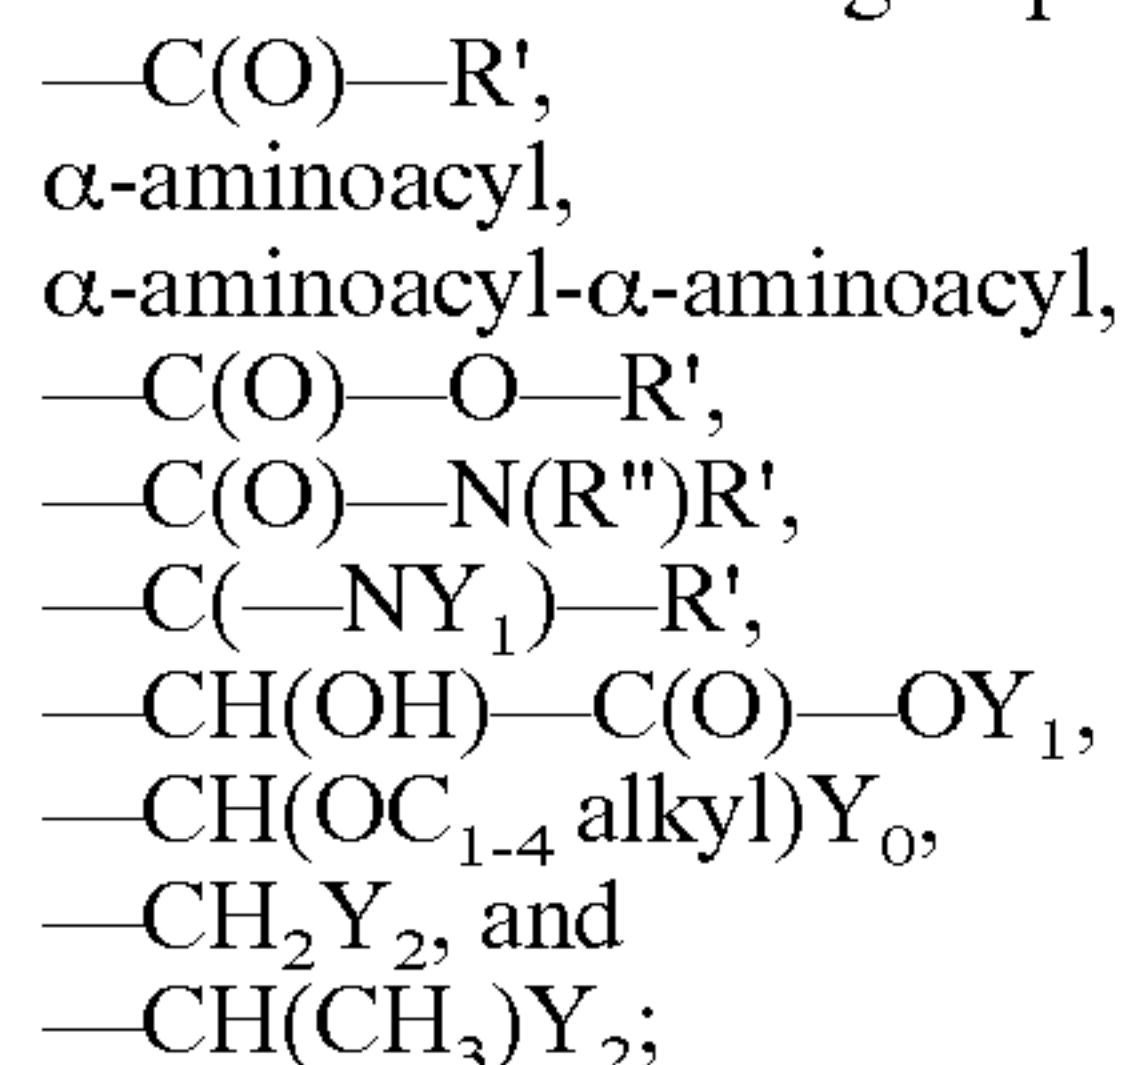 —C(O)—R',
α-aminoacyl,
α-aminoacyl-α-aminoacyl,
—C(O)—O—R',
—C(O)—N(R")R',
—C(—NY₁)—R',
—CH(OH)—C(O)—OY₁,
—CH(OC₁₋₄ alkyl)Y₀,
—CH₂Y₂, and
—CH(CH₃)Y₂;